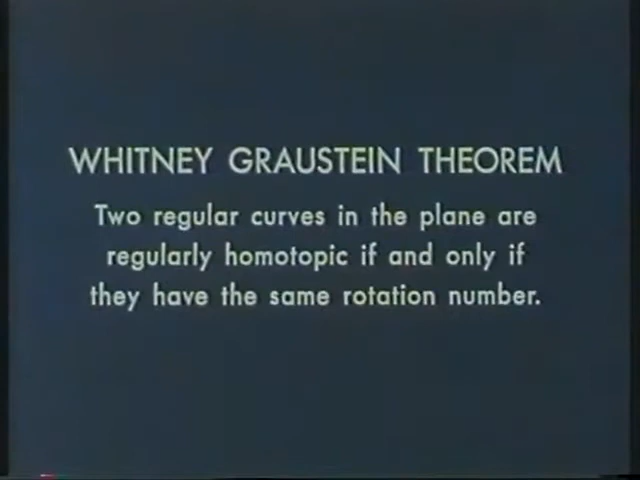 WHITNEY GRAUSTEIN THEOREM
Two regular curves in the plane are
regularly homotopic if and only if
they have the same rotation number.